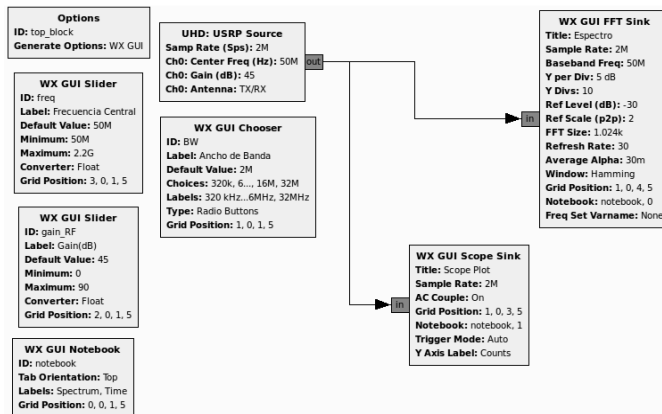 Options
ID: top_block
Generate Options: WX GUI
WX GUI Slider
ID: freq
Label: Frecuencia Central
Default Value: 50M
Minimum: 50M
Maximum: 2.2G
Converter: Float
Grid Position: 3, 0, 1, 5
WX GUI Slider
ID: gain_RF
Label: Gain(dB)
Default Value: 45
Minimum: 0
Maximum: 90
Converter: Float
Grid Position: 2, 0, 1, 5
WX GUI Notebook
ID: notebook
Tab Orientation: Top
Labels: Spectrum, Time
Grid Position: 0, 0, 1, 5
UHD: USRP Source
Samp Rate (Sps): 2M
Ch0: Center Freq (Hz): 50M
Ch0: Gain (dB): 45
Ch0: Antenna: TX/RX
out
WX GUI Chooser
ID: BW
Label: Ancho de Banda
Default Value: 2M
Choices: 320k, 6..., 16M, 32M
Labels: 320 kHz...6MHz, 32MHz
Type: Radio Buttons
Grid Position: 1, 0, 1, 5
in
WX GUI Scope Sink
Title: Scope Plot
Sample Rate: 2M
AC Couple: On
Grid Position: 1, 0, 3, 5
Notebook: notebook, 1
Trigger Mode: Auto
Y Axis Label: Counts
in
WX GUI FFT Sink
Title: Espectro
Sample Rate: 2M
Baseband Freq: 50M
Y per Div: 5 dB
Y Divs: 10
Ref Level (dB): -30
Ref Scale (p2p): 2
FFT Size: 1.024k
Refresh Rate: 30
Average Alpha: 30m
Window: Hamming
Grid Position: 1, 0, 4, 5
Notebook: notebook, 0
Freq Set Varname: None